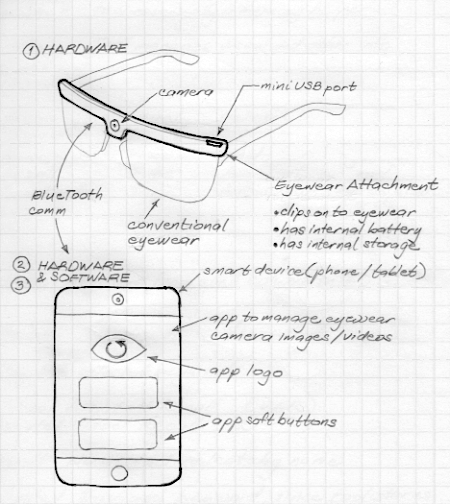 ① HARDWARE
camera
mini USB port
BlueTooth
comm
conventional
eyewear
Eyewear Attachment
• clips on to eyewear
• has internal battery
• has internal storage
② HARDWARE
③ & SOFTWARE
smart device (phone / tablet)
app to manage eyewear
camera images / videos
app logo
app soft buttons